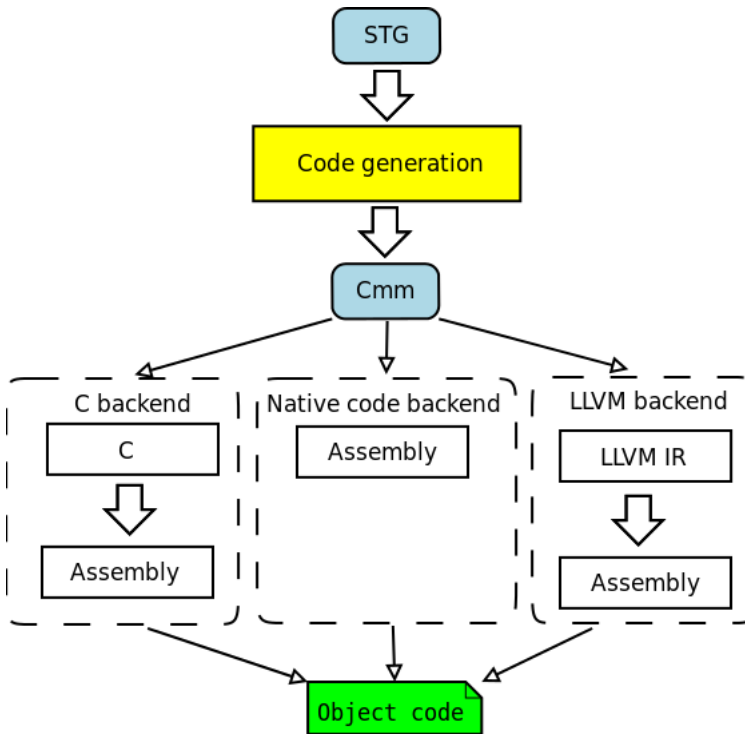 STG
Code generation
Cmm
C backend
C
Assembly
Native code backend
Assembly
LLVM backend
LLVM IR
Assembly
Object code